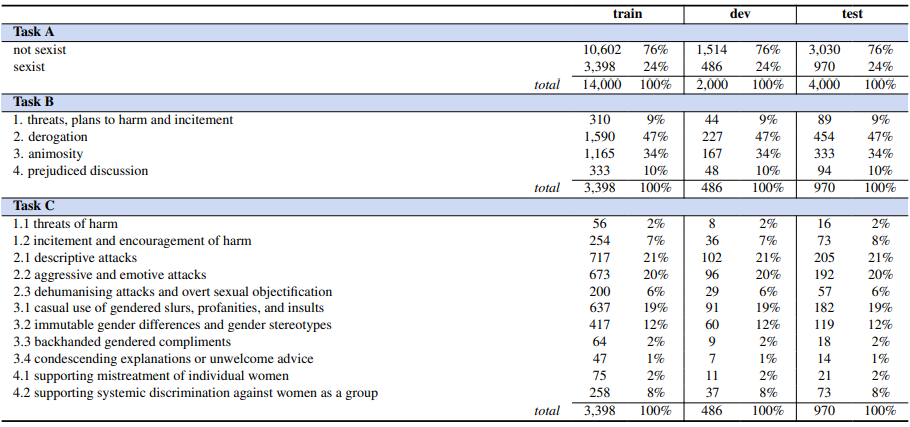 train dev test
Task A
not sexist 10,602 76% 1,514 76% 3,030 76%
sexist 3,398 24% 486 24% 970 24%
total 14,000 100% 2,000 100% 4,000 100%
Task B
1. threats, plans to harm and incitement 310 9% 44 9% 89 9%
2. derogation 1,590 47% 227 47% 454 47%
3. animosity 1,165 34% 167 34% 333 34%
4. prejudiced discussion 333 10% 48 10% 94 10%
total 3,398 100% 486 100% 970 100%
Task C
1.1 threats of harm 56 2% 8 2% 16 2%
1.2 incitement and encouragement of harm 254 7% 36 7% 73 8%
2.1 descriptive attacks 717 21% 102 21% 205 21%
2.2 aggressive and emotive attacks 673 20% 96 20% 192 20%
2.3 dehumanising attacks and overt sexual objectification 200 6% 29 6% 57 6%
3.1 casual use of gendered slurs, profanities, and insults 637 19% 91 19% 182 19%
3.2 immutable gender differences and gender stereotypes 417 12% 60 12% 119 12%
3.3 backhanded gendered compliments 64 2% 9 2% 18 2%
3.4 condescending explanations or unwelcome advice 47 1% 7 1% 14 1%
4.1 supporting mistreatment of individual women 75 2% 11 2% 21 2%
4.2 supporting systemic discrimination against women as a group 258 8% 37 8% 73 8%
total 3,398 100% 486 100% 970 100%